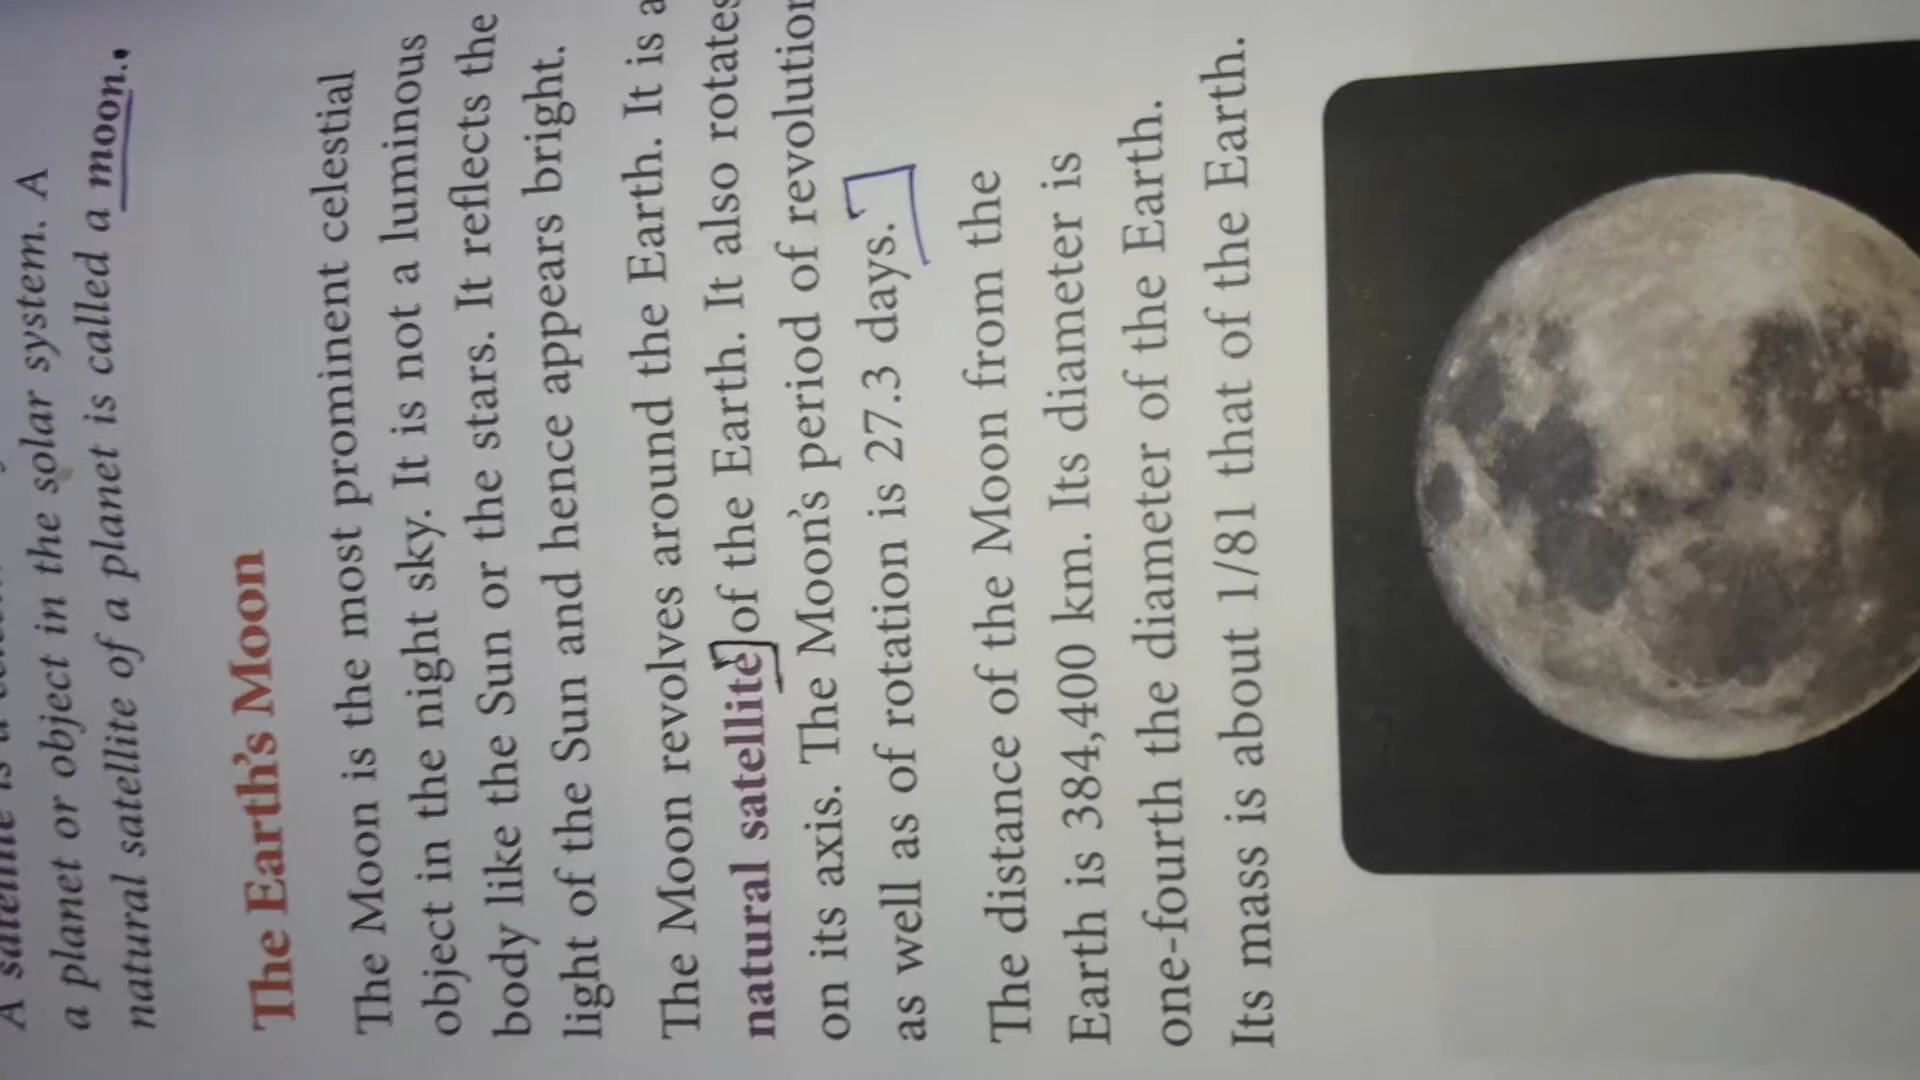 A satellite is a
a planet or object in the solar system. A
natural satellite of a planet is called a moon.
The Earth's Moon
The Moon is the most prominent celestial
object in the night sky. It is not a luminous
body like the Sun or the stars. It reflects the
light of the Sun and hence appears bright.
The Moon revolves around the Earth. It is a
natural satellite of the Earth. It also rotates
on its axis. The Moon's period of revolution
as well as of rotation is 27.3 days.
The distance of the Moon from the
Earth is 384,400 km. Its diameter is
one-fourth the diameter of the Earth.
Its mass is about 1/81 that of the Earth.